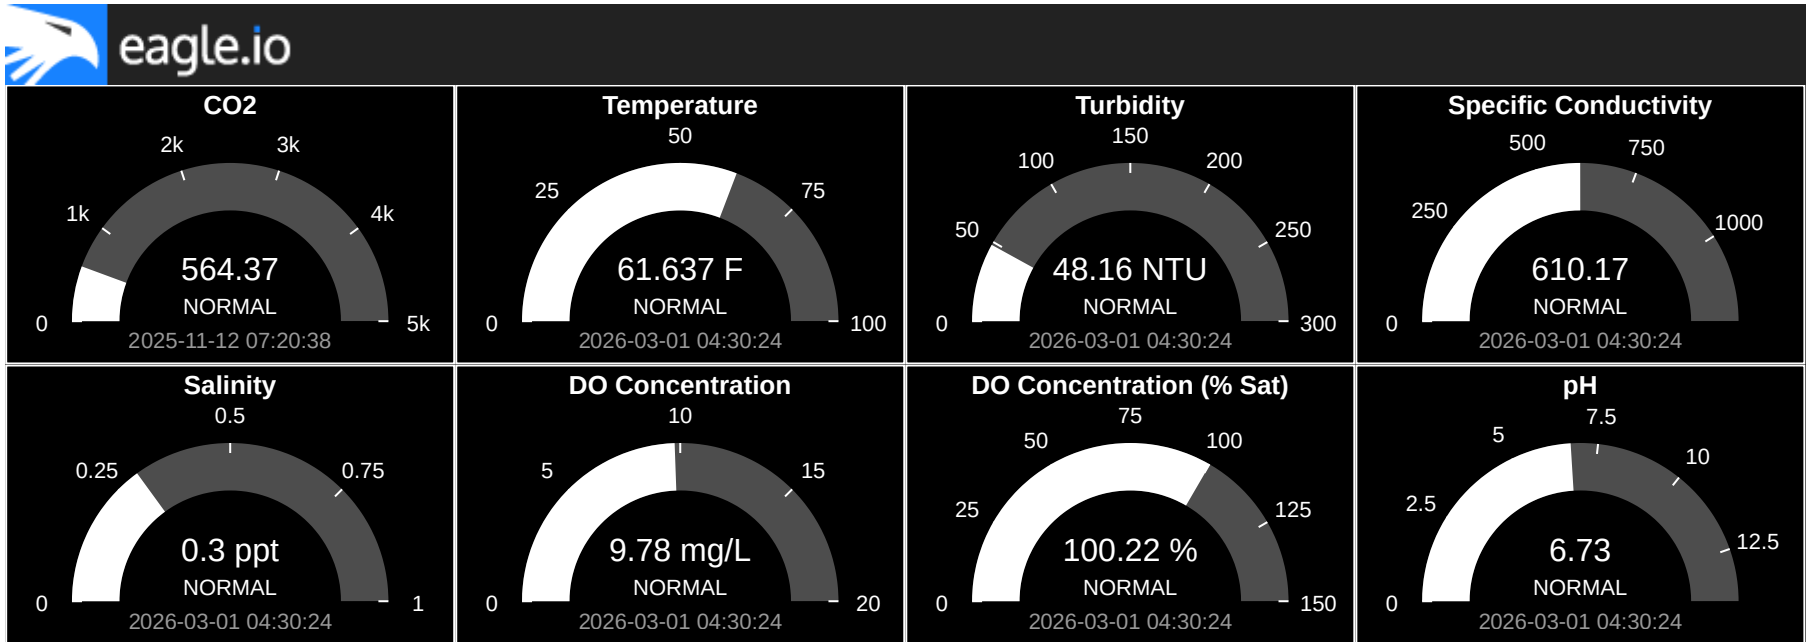 eagle.io
CO2
0
1k
2k
3k
4k
5k
564.37
NORMAL
2025-11-12 07:20:38
Temperature
0
25
50
75
100
61.637 F
NORMAL
2026-03-01 04:30:24
Turbidity
0
50
100
150
200
250
300
48.16 NTU
NORMAL
2026-03-01 04:30:24
Specific Conductivity
0
250
500
750
1000
610.17
NORMAL
2026-03-01 04:30:24
Salinity
0
0.25
0.5
0.75
1
0.3 ppt
NORMAL
2026-03-01 04:30:24
DO Concentration
0
5
10
15
20
9.78 mg/L
NORMAL
2026-03-01 04:30:24
DO Concentration (% Sat)
0
25
50
75
100
125
150
100.22 %
NORMAL
2026-03-01 04:30:24
pH
0
2.5
5
7.5
10
12.5
6.73
NORMAL
2026-03-01 04:30:24